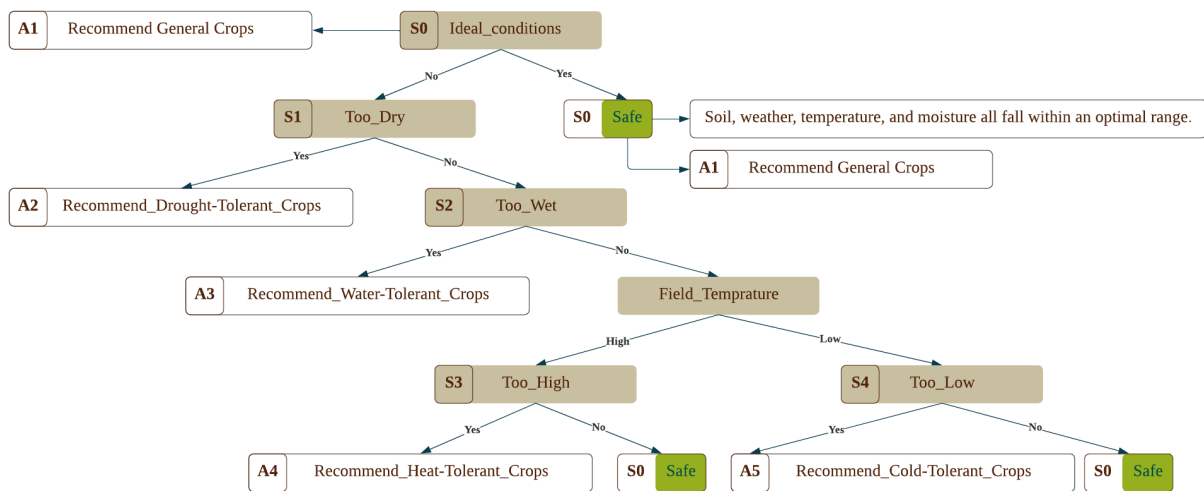 A1 Recommend General Crops
S0 Ideal_conditions
No
Yes
S1 Too_Dry
S0 Safe
Soil, weather, temperature, and moisture all fall within an optimal range.
Yes
No
A1 Recommend General Crops
A2 Recommend_Drought-Tolerant_Crops
S2 Too_Wet
Yes
No
A3 Recommend_Water-Tolerant_Crops
Field_Temprature
High
Low
S3 Too_High
S4 Too_Low
Yes
No
Yes
No
A4 Recommend_Heat-Tolerant_Crops
S0 Safe
A5 Recommend_Cold-Tolerant_Crops
S0 Safe